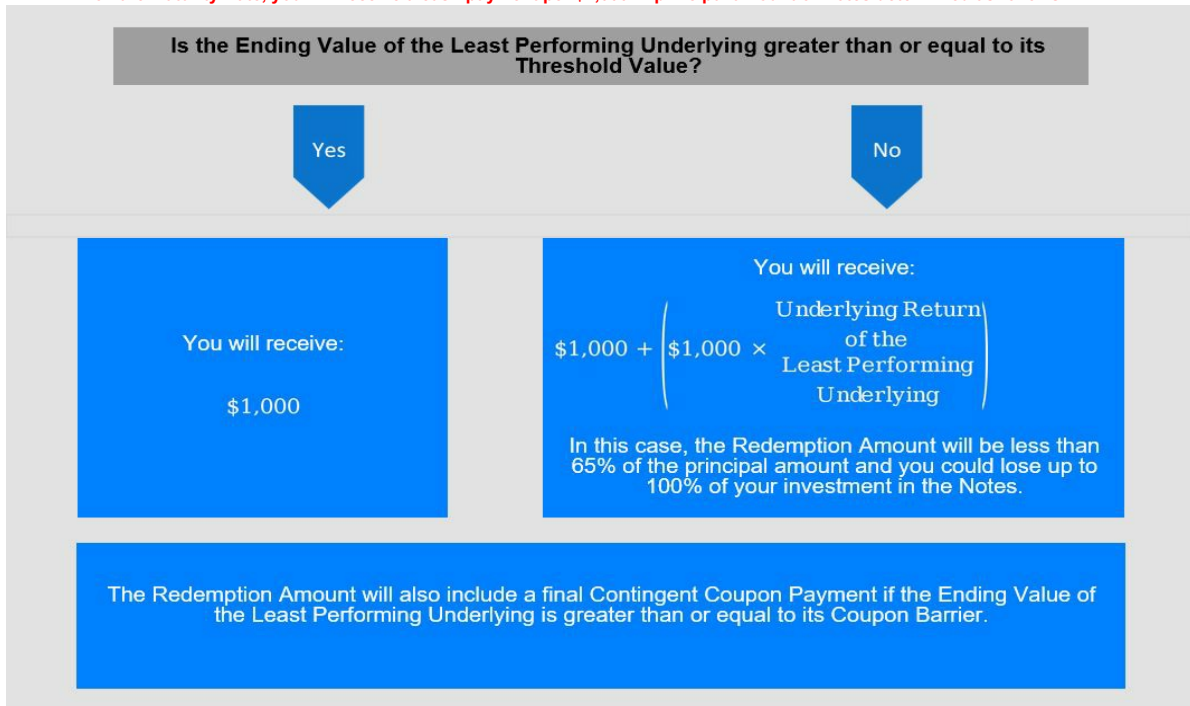 Is the Ending Value of the Least Performing Underlying greater than or equal to its
Threshold Value?
Yes
No
You will receive:
$1,000
You will receive:
$1,000 + ($1,000 × Underlying Return
of the
Least Performing
Underlying)
In this case, the Redemption Amount will be less than
65% of the principal amount and you could lose up to
100% of your investment in the Notes.
The Redemption Amount will also include a final Contingent Coupon Payment if the Ending Value of
the Least Performing Underlying is greater than or equal to its Coupon Barrier.